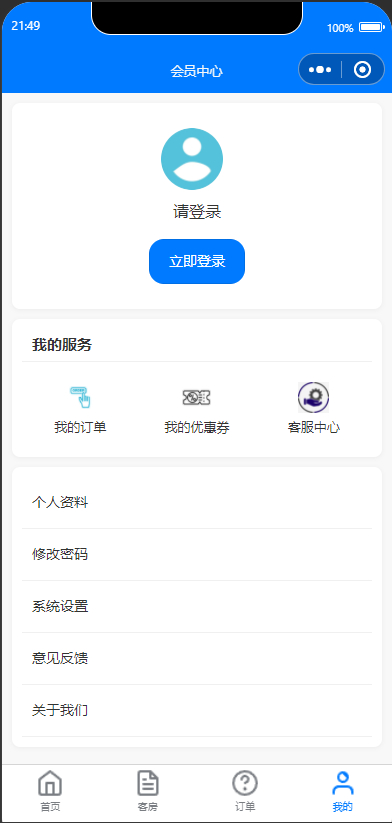 21:49
100%
会员中心
请登录
立即登录
我的服务
我的订单 我的优惠券 客服中心
个人资料
修改密码
系统设置
意见反馈
关于我们
首页 客房 订单 我的